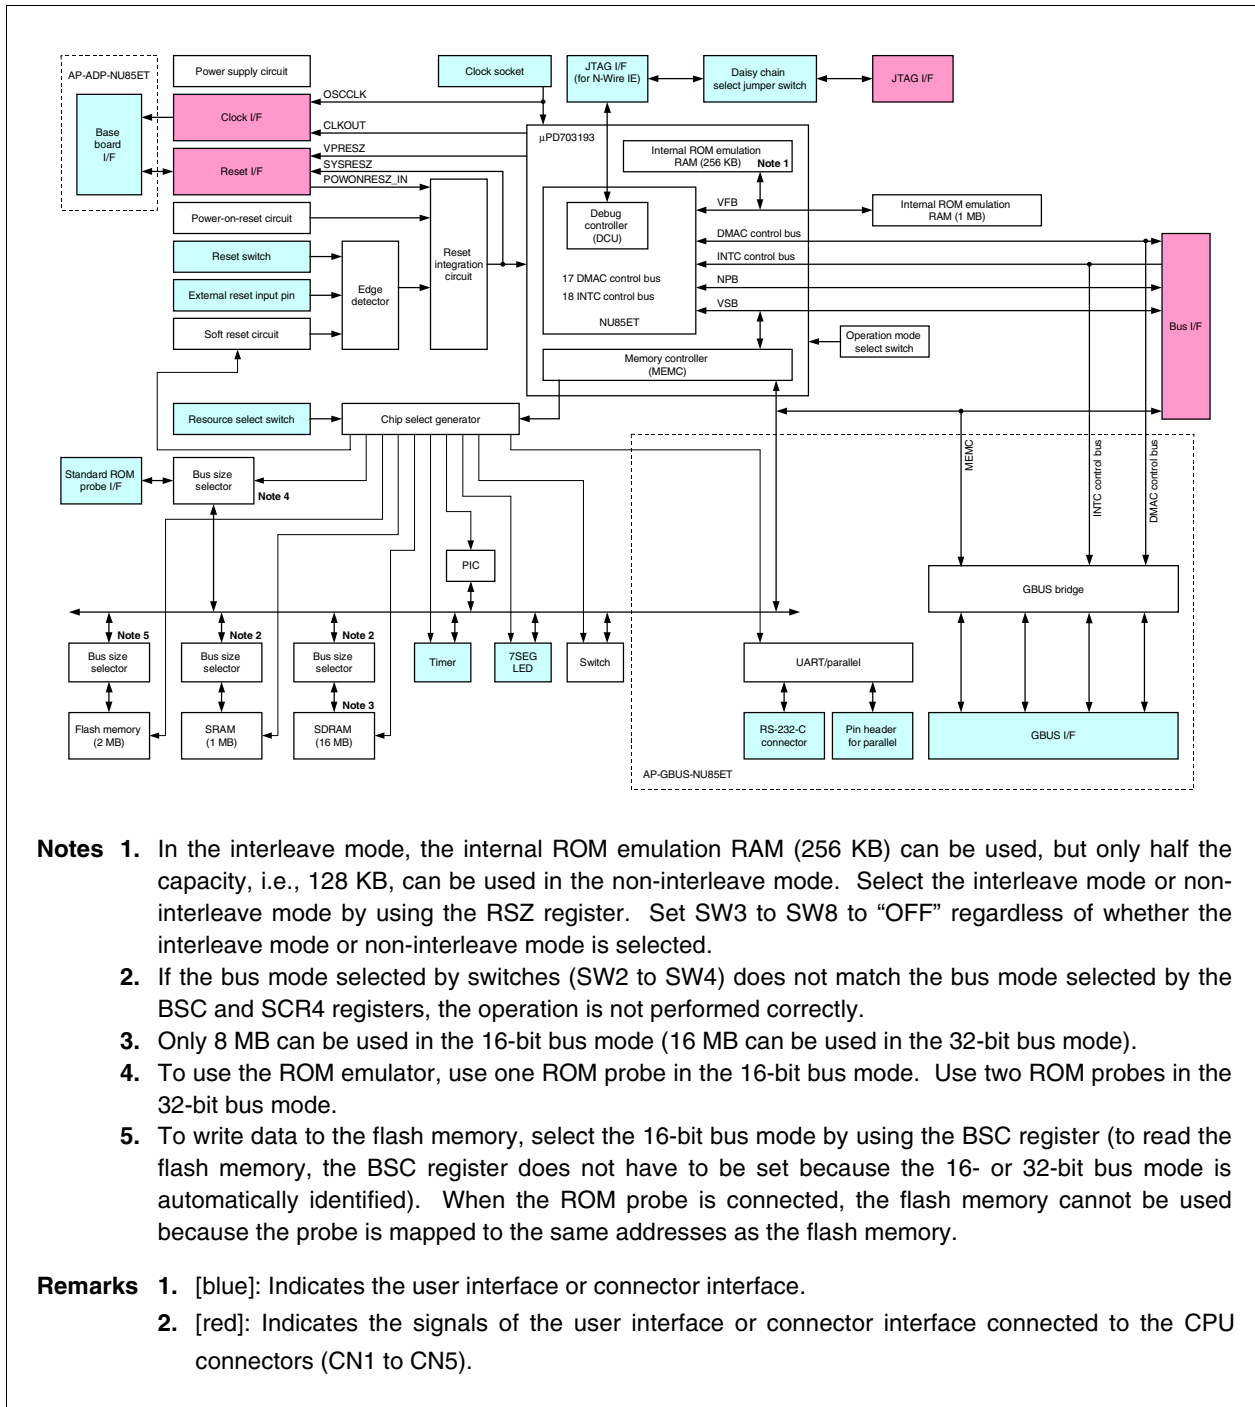 AP-ADP-NU85ET
Base
board
I/F
Power supply circuit
Clock I/F
Reset I/F
Power-on-reset circuit
Reset switch
External reset input pin
Soft reset circuit
Edge
detector
Reset
integration
circuit
OSCCLK
CLKOUT
VPRESZ
SYSRESZ
POWONRESZ_IN
Clock socket
JTAG I/F
(for N-Wire IE)
Daisy chain
select jumper switch
JTAG I/F
μPD703193
Internal ROM emulation
RAM (256 KB) Note 1
Debug
controller
(DCU)
17 DMAC control bus
18 INTC control bus
NU85ET
Memory controller
(MEMC)
VFB
Internal ROM emulation
RAM (1 MB)
DMAC control bus
INTC control bus
NPB
VSB
Operation mode
select switch
Bus I/F
Resource select switch
Chip select generator
Standard ROM
probe I/F
Bus size
selector
Note 4
PIC
MEMC
INTC control bus
DMAC control bus
GBUS bridge
Note 5
Bus size
selector
Flash memory
(2 MB)
Note 2
Bus size
selector
SRAM
(1 MB)
Note 2
Bus size
selector
Note 3
SDRAM
(16 MB)
Timer
7SEG
LED
Switch
UART/parallel
RS-232-C
connector
Pin header
for parallel
GBUS I/F
AP-GBUS-NU85ET
Notes 1. In the interleave mode, the internal ROM emulation RAM (256 KB) can be used, but only half the
capacity, i.e., 128 KB, can be used in the non-interleave mode. Select the interleave mode or non-
interleave mode by using the RSZ register. Set SW3 to SW8 to “OFF” regardless of whether the
interleave mode or non-interleave mode is selected.
2. If the bus mode selected by switches (SW2 to SW4) does not match the bus mode selected by the
BSC and SCR4 registers, the operation is not performed correctly.
3. Only 8 MB can be used in the 16-bit bus mode (16 MB can be used in the 32-bit bus mode).
4. To use the ROM emulator, use one ROM probe in the 16-bit bus mode. Use two ROM probes in the
32-bit bus mode.
5. To write data to the flash memory, select the 16-bit bus mode by using the BSC register (to read the
flash memory, the BSC register does not have to be set because the 16- or 32-bit bus mode is
automatically identified). When the ROM probe is connected, the flash memory cannot be used
because the probe is mapped to the same addresses as the flash memory.
Remarks 1. [blue]: Indicates the user interface or connector interface.
2. [red]: Indicates the signals of the user interface or connector interface connected to the CPU
connectors (CN1 to CN5).